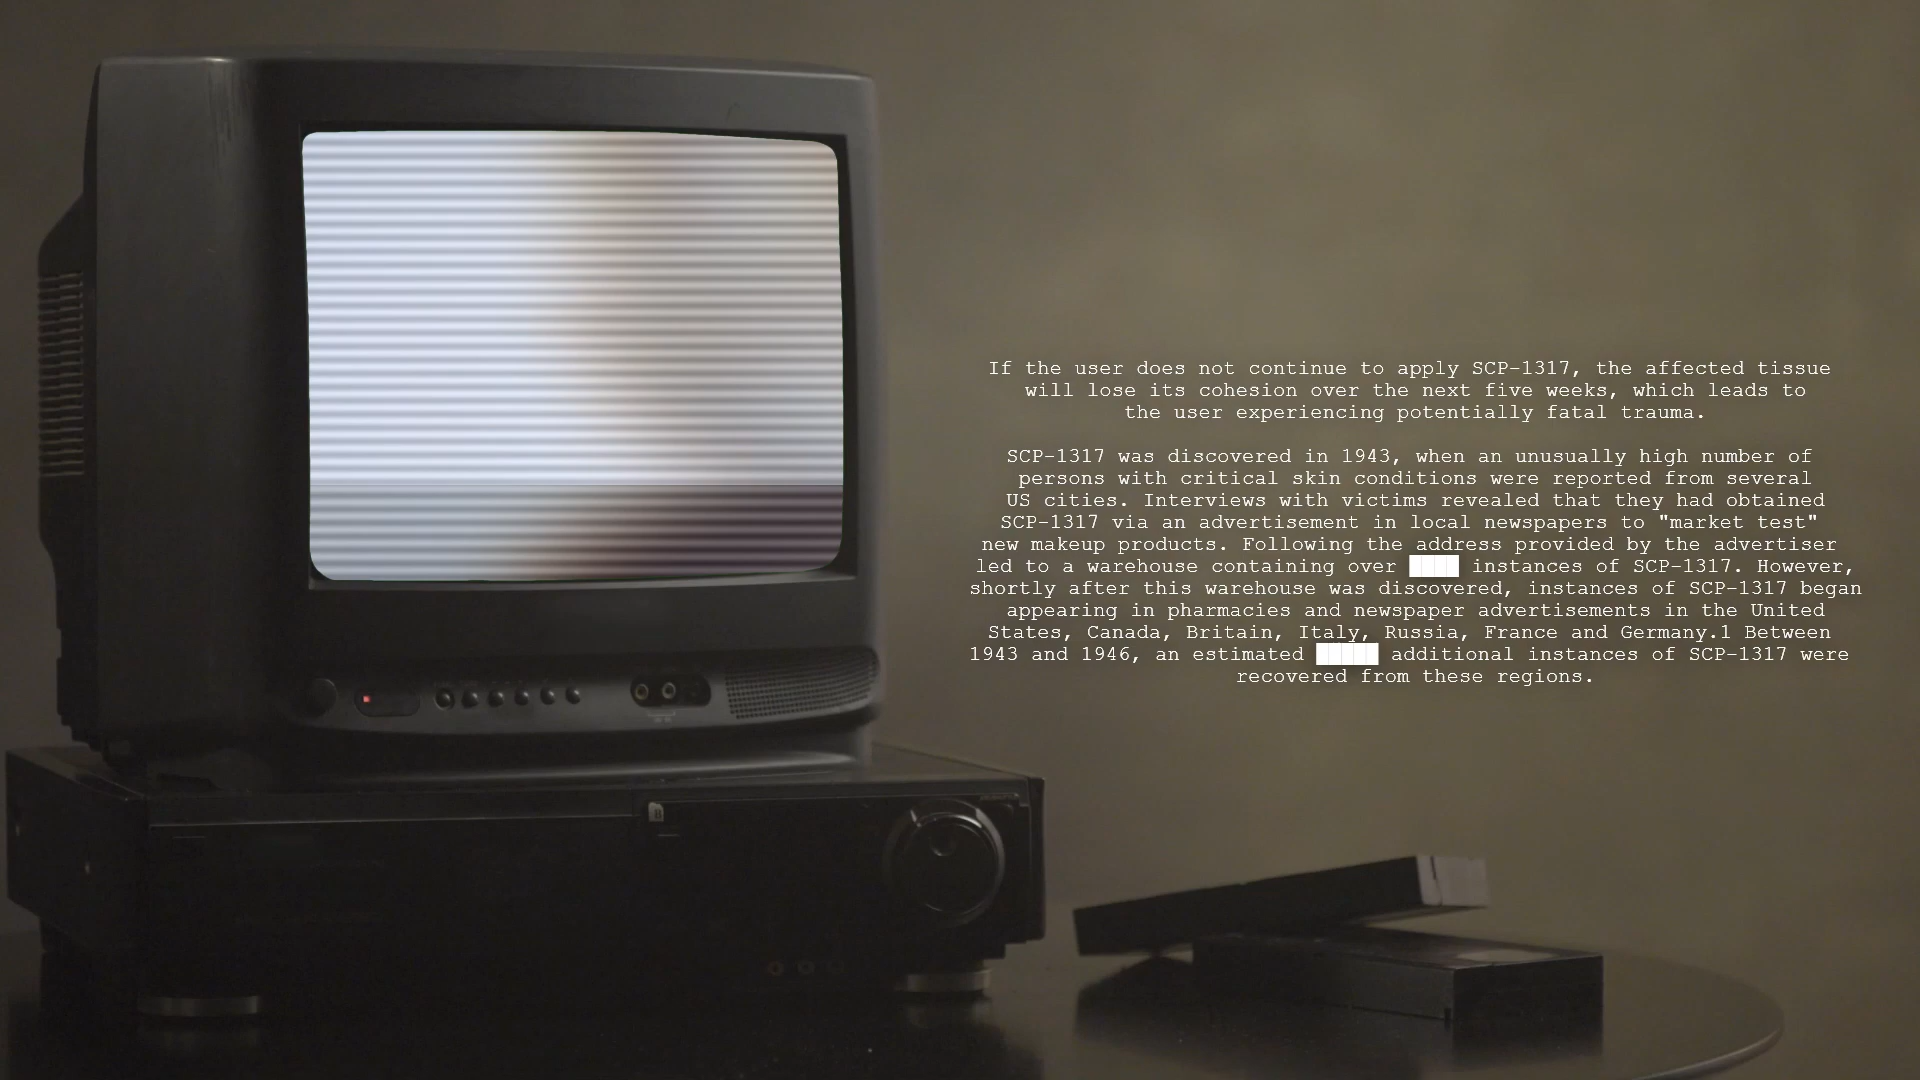 If the user does not continue to apply SCP-1317, the affected tissue
will lose its cohesion over the next five weeks, which leads to
the user experiencing potentially fatal trauma.
SCP-1317 was discovered in 1943, when an unusually high number of
persons with critical skin conditions were reported from several
US cities. Interviews with victims revealed that they had obtained
SCP-1317 via an advertisement in local newspapers to "market test"
new makeup products. Following the address provided by the advertiser
led to a warehouse containing over ████ instances of SCP-1317. However,
shortly after this warehouse was discovered, instances of SCP-1317 began
appearing in pharmacies and newspaper advertisements in the United
States, Canada, Britain, Italy, Russia, France and Germany.1 Between
1943 and 1946, an estimated █████ additional instances of SCP-1317 were
recovered from these regions.